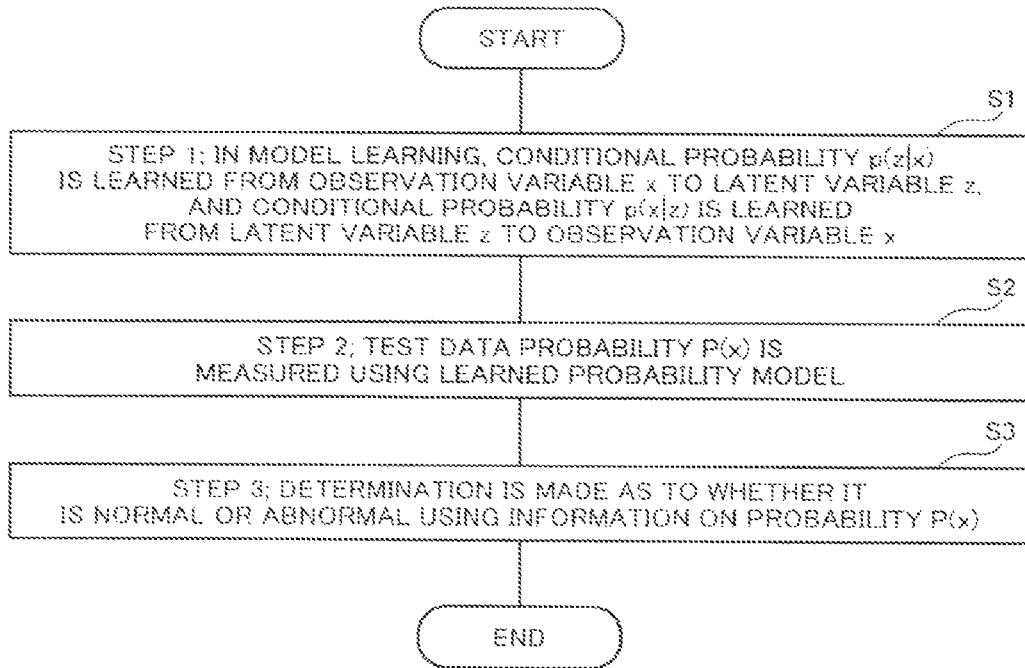 START
S1
STEP 1; IN MODEL LEARNING, CONDITIONAL PROBABILITY p(z|x)
IS LEARNED FROM OBSERVATION VARIABLE x TO LATENT VARIABLE z,
AND CONDITIONAL PROBABILITY p(x|z) IS LEARNED
FROM LATENT VARIABLE z TO OBSERVATION VARIABLE x
S2
STEP 2; TEST DATA PROBABILITY P(x) IS
MEASURED USING LEARNED PROBABILITY MODEL
S3
STEP 3; DETERMINATION IS MADE AS TO WHETHER IT
IS NORMAL OR ABNORMAL USING INFORMATION ON PROBABILITY P(x)
END